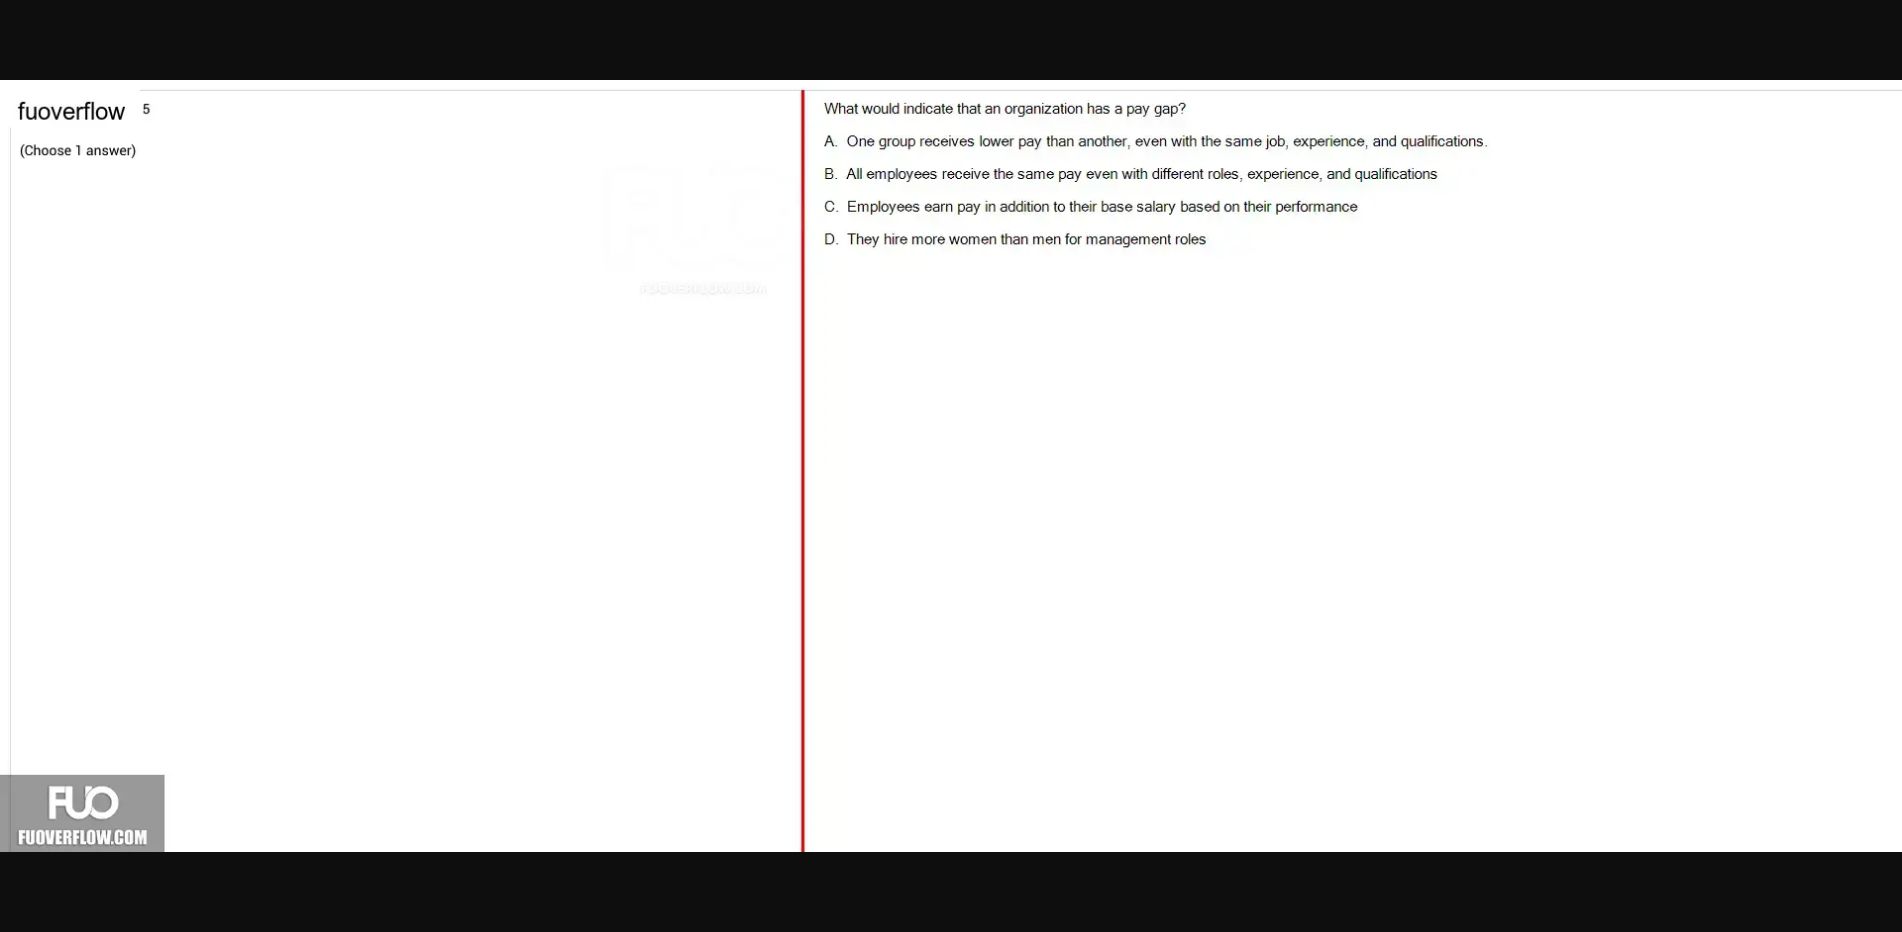 fuoverflow 5
(Choose 1 answer)
What would indicate that an organization has a pay gap?
A. One group receives lower pay than another, even with the same job, experience, and qualifications.
B. All employees receive the same pay even with different roles, experience, and qualifications
C. Employees earn pay in addition to their base salary based on their performance
D. They hire more women than men for management roles
FUO
FUOVERFLOW.COM
FUO
FUOVERFLOW.COM